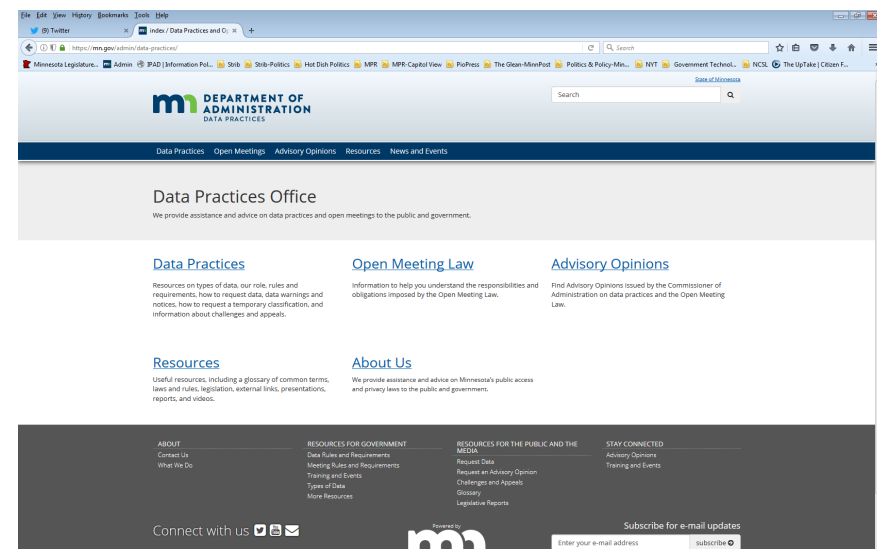 File Edit View History Bookmarks Tools Help
(9) Twitter
index / Data Practices and O
https://mn.gov/admin/data-practices/
Search
Minnesota Legislature... Admin IPAD | Information Pol... Strib Strib-Politics Hot Dish Politics MPR MPR-Capitol View PioPress The Glean-MinnPost Politics & Policy-Min... NYT Government Technol... NCSL The UpTake | Citizen F...
State of Minnesota
DEPARTMENT OF
ADMINISTRATION
DATA PRACTICES
Search
Data Practices Open Meetings Advisory Opinions Resources News and Events
Data Practices Office
We provide assistance and advice on data practices and open meetings to the public and government.
Data Practices
Resources on types of data, our role, rules and
requirements, how to request data, data warnings and
notices, how to request a temporary classification, and
information about challenges and appeals.
Open Meeting Law
Information to help you understand the responsibilities and
obligations imposed by the Open Meeting Law.
Advisory Opinions
Find Advisory Opinions Issued by the Commissioner of
Administration on data practices and the Open Meeting
Law.
Resources
Useful resources, including a glossary of common terms,
laws and rules, legislation, external links, presentations,
reports, and videos.
About Us
We provide assistance and advice on Minnesota's public access
and privacy laws to the public and government.
ABOUT
Contact Us
What We Do
RESOURCES FOR GOVERNMENT
Data Rules and Requirements
Meeting Rules and Requirements
Training and Events
Types of Data
More Resources
RESOURCES FOR THE PUBLIC AND THE
MEDIA
Request Data
Request an Advisory Opinion
Challenges and Appeals
Glossary
Legislative Reports
STAY CONNECTED
Advisory Opinions
Training and Events
Connect with us
Powered by
mn
Subscribe for e-mail updates
Enter your e-mail address
subscribe